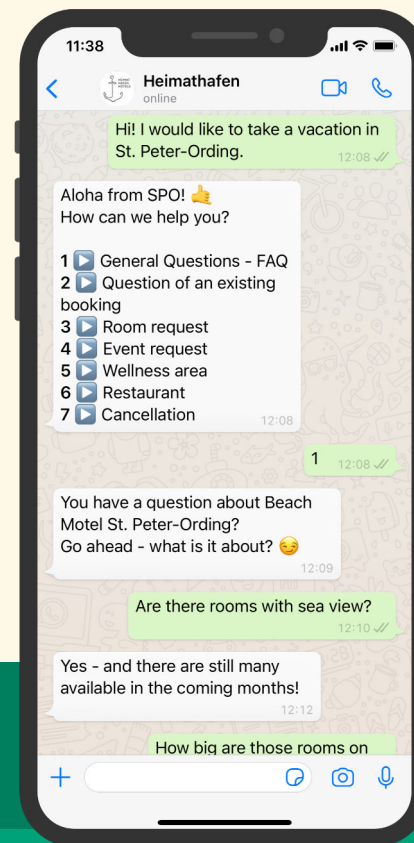 11:38
Heimathafen
online
Hi! I would like to take a vacation in
St. Peter-Ording.
12:08
Aloha from SPO! 🤙
How can we help you?
1 ▶️ General Questions - FAQ
2 ▶️ Question of an existing
booking
3 ▶️ Room request
4 ▶️ Event request
5 ▶️ Wellness area
6 ▶️ Restaurant
7 ▶️ Cancellation
12:08
1
12:08
You have a question about Beach
Motel St. Peter-Ording?
Go ahead - what is it about? 😏
12:09
Are there rooms with sea view?
12:10
Yes - and there are still many
available in the coming months!
12:12
How big are those rooms on